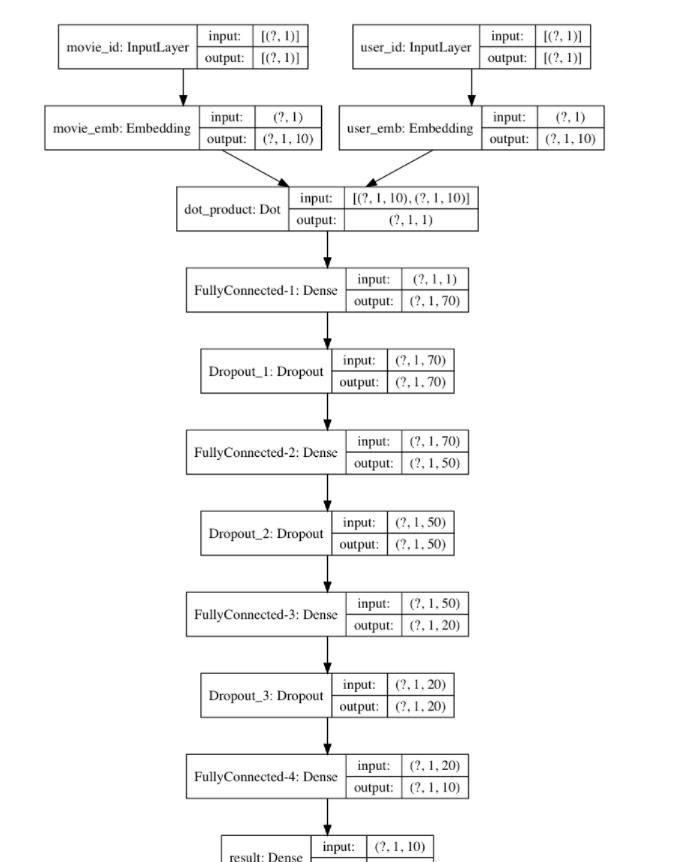 movie_id: InputLayer input: [(?, 1)] output: [(?, 1)]
user_id: InputLayer input: [(?, 1)] output: [(?, 1)]
movie_emb: Embedding input: (?, 1) output: (?, 1, 10)
user_emb: Embedding input: (?, 1) output: (?, 1, 10)
dot_product: Dot input: [(?, 1, 10), (?, 1, 10)] output: (?, 1, 1)
FullyConnected-1: Dense input: (?, 1, 1) output: (?, 1, 70)
Dropout_1: Dropout input: (?, 1, 70) output: (?, 1, 70)
FullyConnected-2: Dense input: (?, 1, 70) output: (?, 1, 50)
Dropout_2: Dropout input: (?, 1, 50) output: (?, 1, 50)
FullyConnected-3: Dense input: (?, 1, 50) output: (?, 1, 20)
Dropout_3: Dropout input: (?, 1, 20) output: (?, 1, 20)
FullyConnected-4: Dense input: (?, 1, 20) output: (?, 1, 10)
result: Dense input: (?, 1, 10)